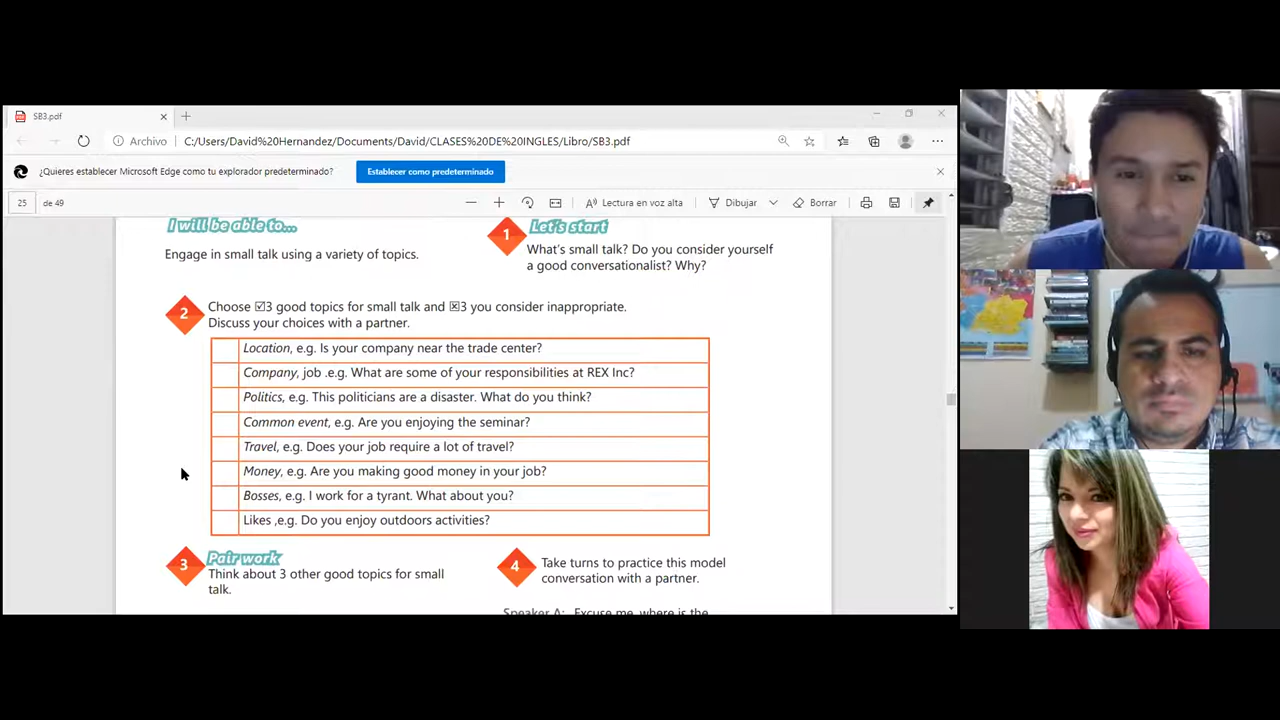 SB3.pdf
Archivo C:/Users/David%20Hernandez/Documents/David/CLASES%20DE%20INGLES/Libro/SB3.pdf
¿Quieres establecer Microsoft Edge como tu explorador predeterminado? Establecer como predeterminado
25 de 49 Lectura en voz alta Dibujar Borrar
I will be able to...
Engage in small talk using a variety of topics.
1 Let's start
What's small talk? Do you consider yourself
a good conversationalist? Why?
2 Choose ☑3 good topics for small talk and ☒3 you consider inappropriate.
Discuss your choices with a partner.
Location, e.g. Is your company near the trade center?
Company, job .e.g. What are some of your responsibilities at REX Inc?
Politics, e.g. This politicians are a disaster. What do you think?
Common event, e.g. Are you enjoying the seminar?
Travel, e.g. Does your job require a lot of travel?
Money, e.g. Are you making good money in your job?
Bosses, e.g. I work for a tyrant. What about you?
Likes ,e.g. Do you enjoy outdoors activities?
3 Pair work
Think about 3 other good topics for small
talk.
4 Take turns to practice this model
conversation with a partner.
Speaker A: Excuse me, where is the